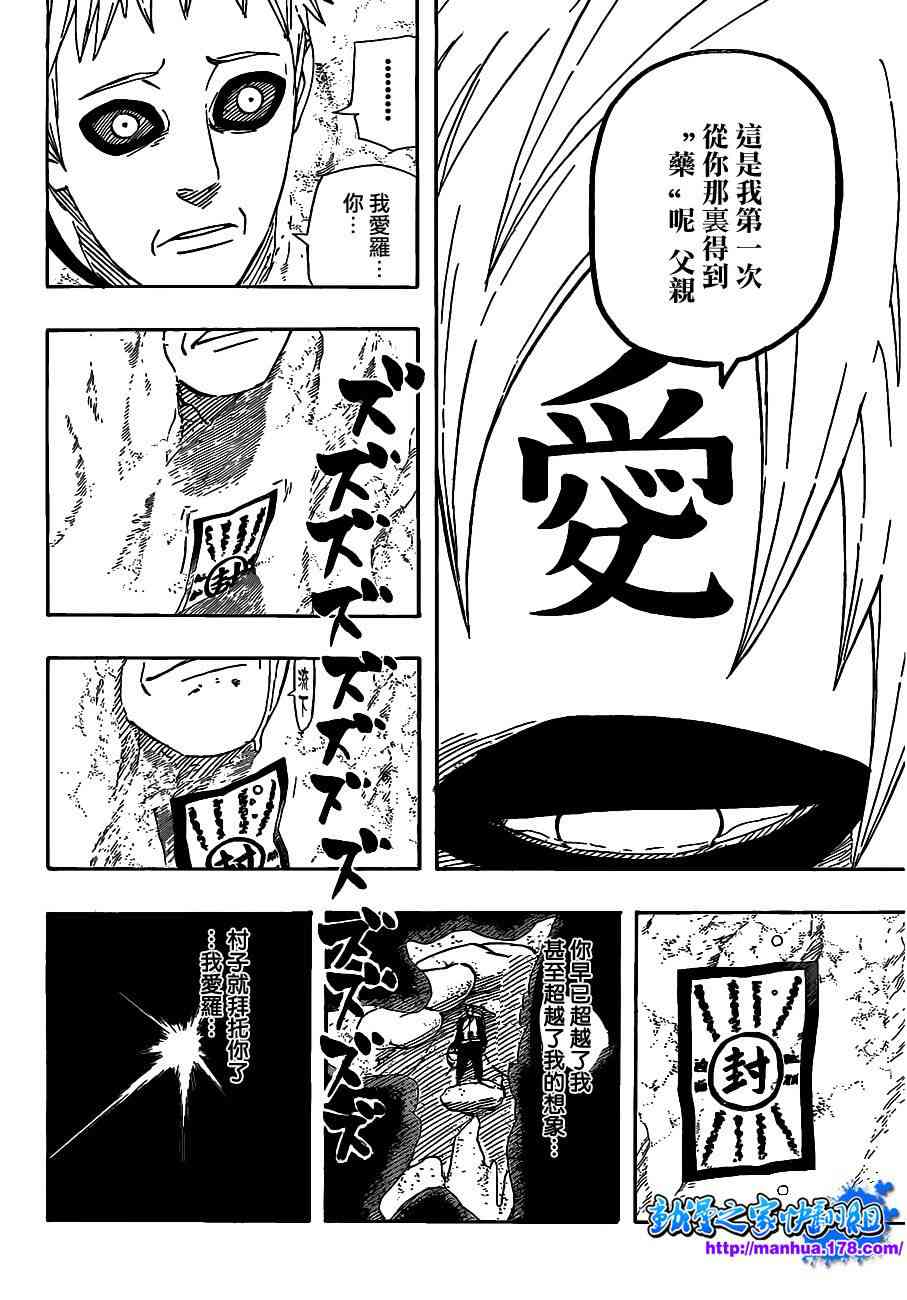 這是我第一次
從你那裏得到
”藥“呢 父親
愛
………
我愛羅…
你…
ズズズズズズズズズズズズ
封
流下
封
封
你早已超越了我
甚至超越了我的想象…
村子就拜托你了
…我愛羅…
動漫之家快翻組
http://manhua.178.com/